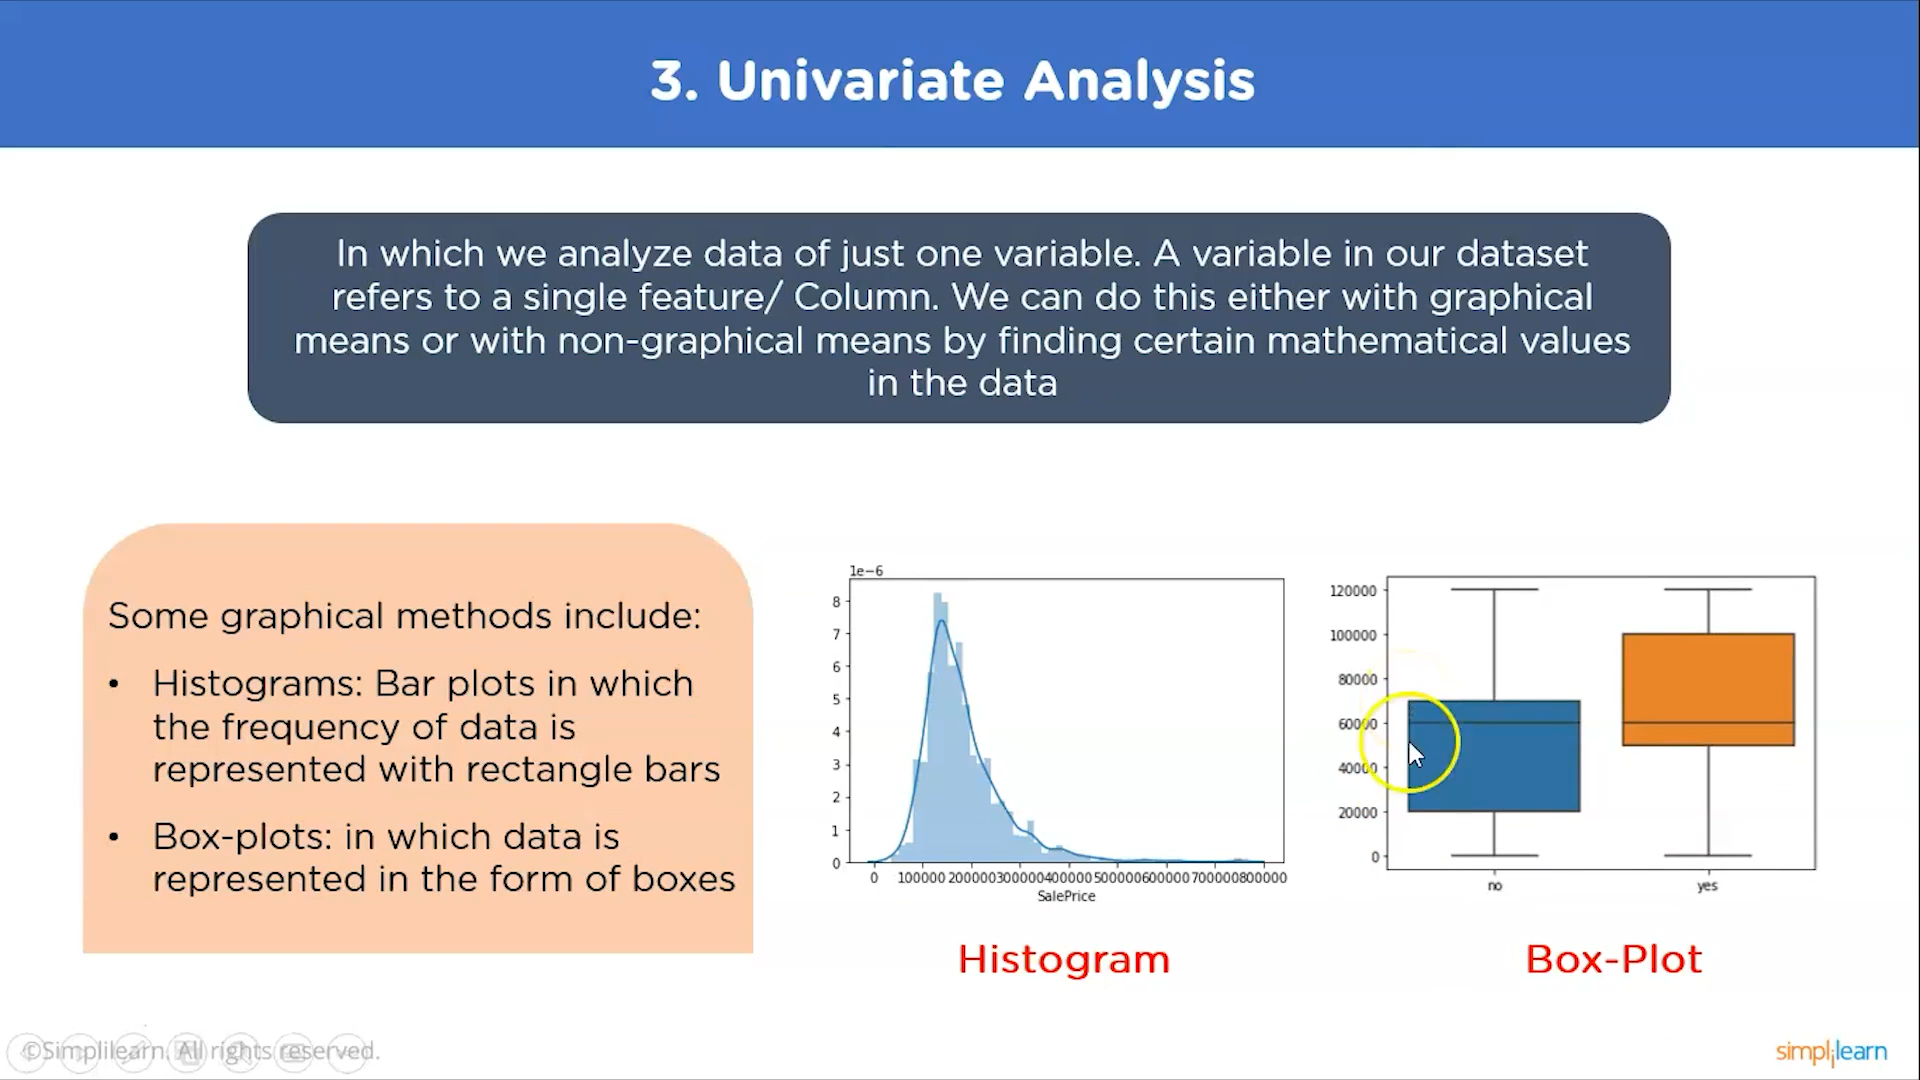 3. Univariate Analysis
In which we analyze data of just one variable. A variable in our dataset
refers to a single feature/ Column. We can do this either with graphical
means or with non-graphical means by finding certain mathematical values
in the data
Some graphical methods include:
• Histograms: Bar plots in which
the frequency of data is
represented with rectangle bars
• Box-plots: in which data is
represented in the form of boxes
1e-6
8
7
6
5
4
3
2
1
0
0 100000 200000 300000 400000 500000 600000 700000 800000
SalePrice
Histogram
120000
100000
80000
60000
40000
20000
0
no yes
Box-Plot
©Simplilearn. All rights reserved.
simplilearn